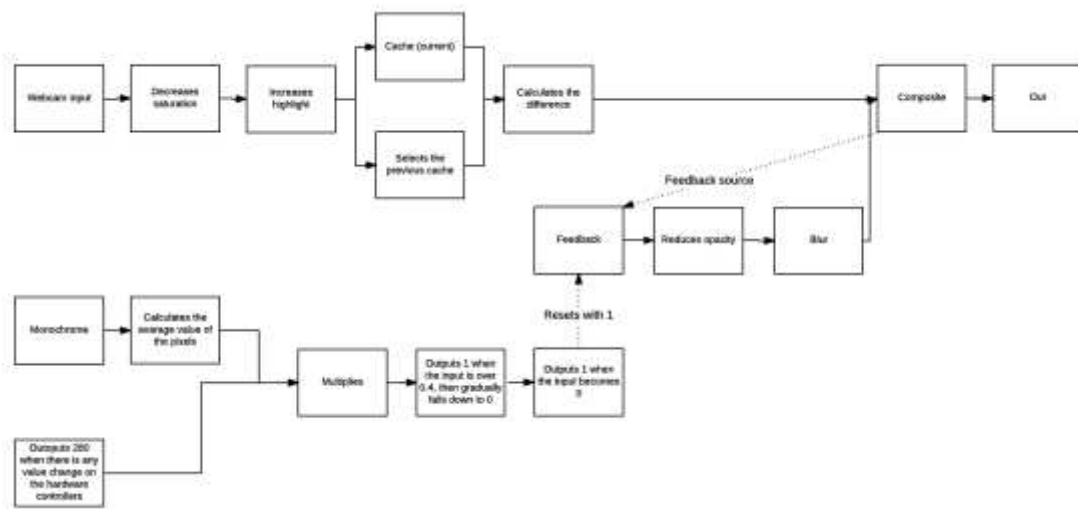 Cache (current)
Webcam input
Decreases
saturation
Increases
highlight
Calculates the
difference
Composite
Out
Selects the
previous cache
Feedback source
Feedback
Reduces opacity
Blur
Resets with 1
Monochrome
Calculates the
average value of
the pixels
Multiplies
Outputs 1 when
the input is over
0.4, then gradually
falls down to 0
Outputs 1 when
the input becomes
0
when there is any
value change on
the hardware
controllers